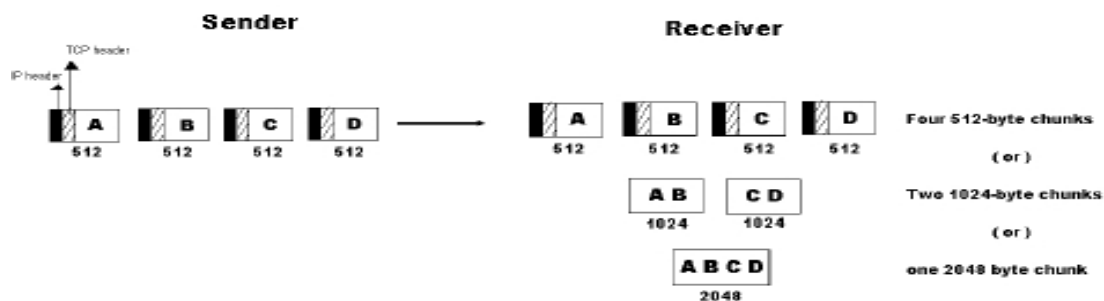 Sender
Receiver
TCP header
IP header
A
B
C
D
512
512
512
512
A
B
C
D
Four 512-byte chunks
512
512
512
512
( or )
A B
C D
Two 1024-byte chunks
1024
1024
( or )
A B C D
one 2048 byte chunk
2048